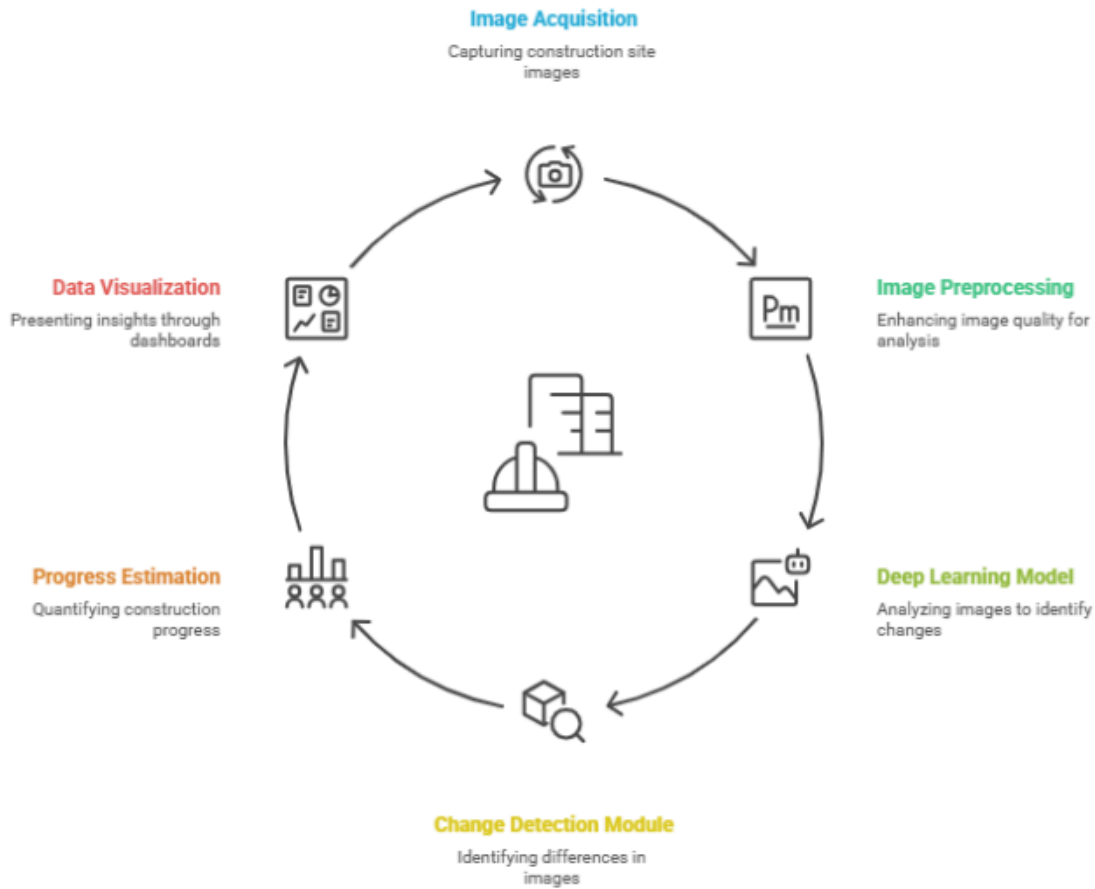 Image Acquisition
Capturing construction site
images
Data Visualization
Presenting insights through
dashboards
Pm
Image Preprocessing
Enhancing image quality for
analysis
Progress Estimation
Quantifying construction
progress
Deep Learning Model
Analyzing images to identify
changes
Change Detection Module
Identifying differences in
images